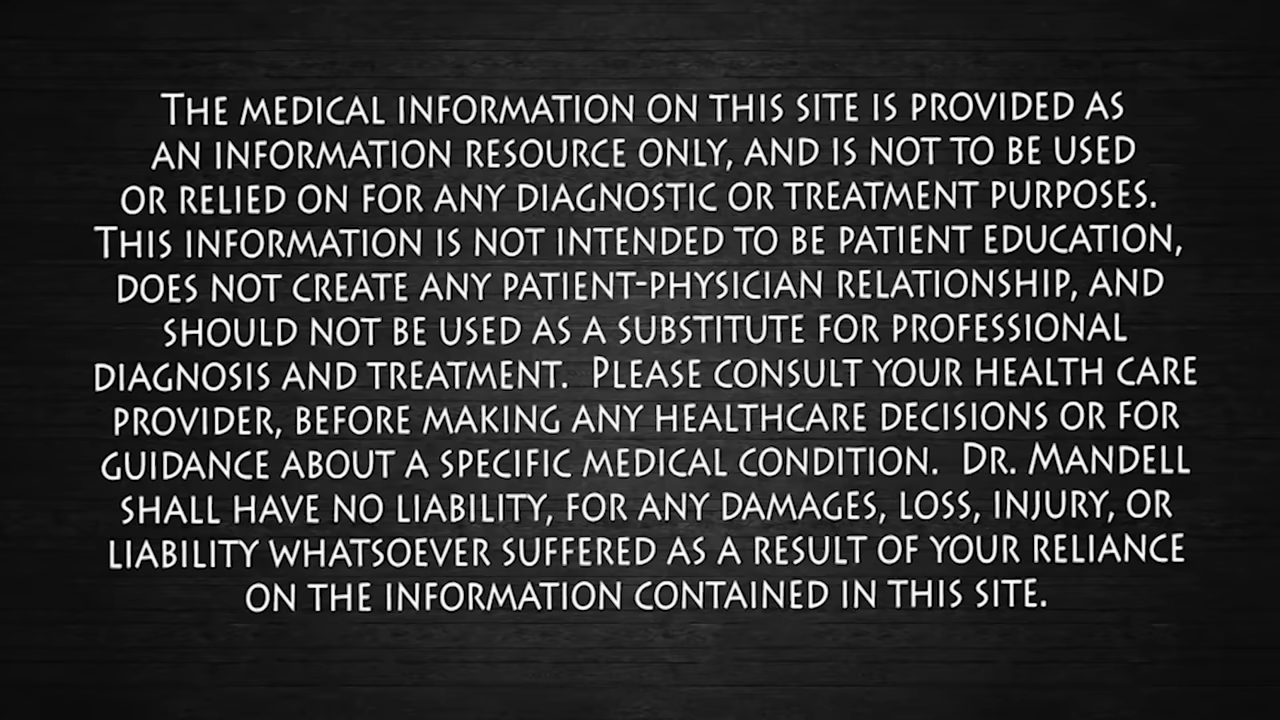 THE MEDICAL INFORMATION ON THIS SITE IS PROVIDED AS
AN INFORMATION RESOURCE ONLY, AND IS NOT TO BE USED
OR RELIED ON FOR ANY DIAGNOSTIC OR TREATMENT PURPOSES.
THIS INFORMATION IS NOT INTENDED TO BE PATIENT EDUCATION,
DOES NOT CREATE ANY PATIENT-PHYSICIAN RELATIONSHIP, AND
SHOULD NOT BE USED AS A SUBSTITUTE FOR PROFESSIONAL
DIAGNOSIS AND TREATMENT. PLEASE CONSULT YOUR HEALTH CARE
PROVIDER, BEFORE MAKING ANY HEALTHCARE DECISIONS OR FOR
GUIDANCE ABOUT A SPECIFIC MEDICAL CONDITION. DR. MANDELL
SHALL HAVE NO LIABILITY, FOR ANY DAMAGES, LOSS, INJURY, OR
LIABILITY WHATSOEVER SUFFERED AS A RESULT OF YOUR RELIANCE
ON THE INFORMATION CONTAINED IN THIS SITE.